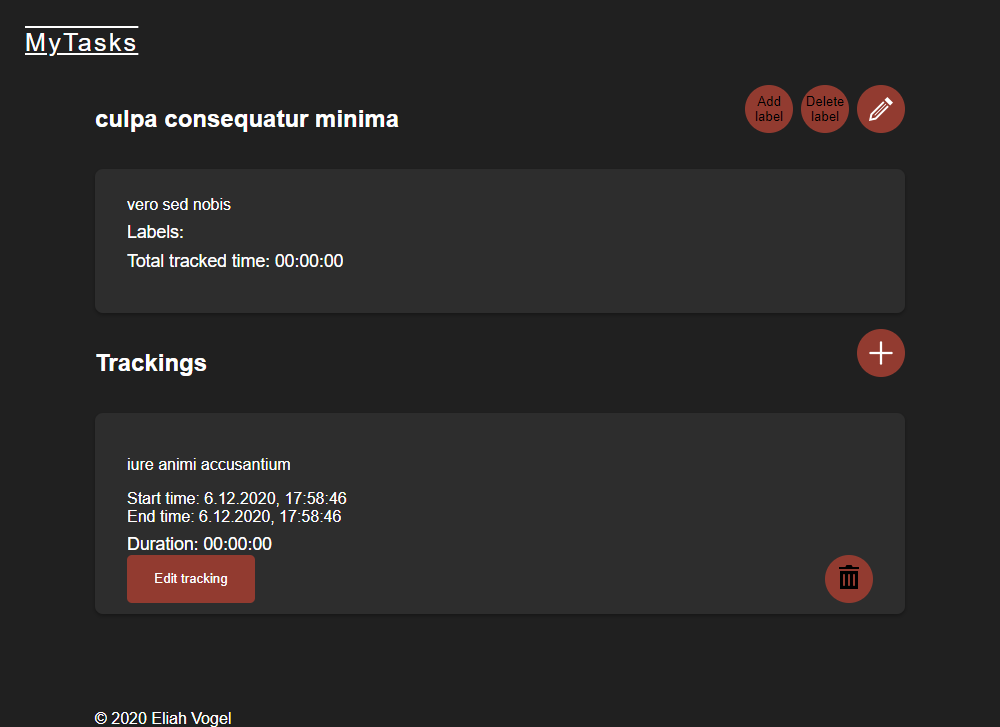 MyTasks
culpa consequatur minima
Add
label
Delete
label
vero sed nobis
Labels:
Total tracked time: 00:00:00
Trackings
iure animi accusantium
Start time: 6.12.2020, 17:58:46
End time: 6.12.2020, 17:58:46
Duration: 00:00:00
Edit tracking
© 2020 Eliah Vogel